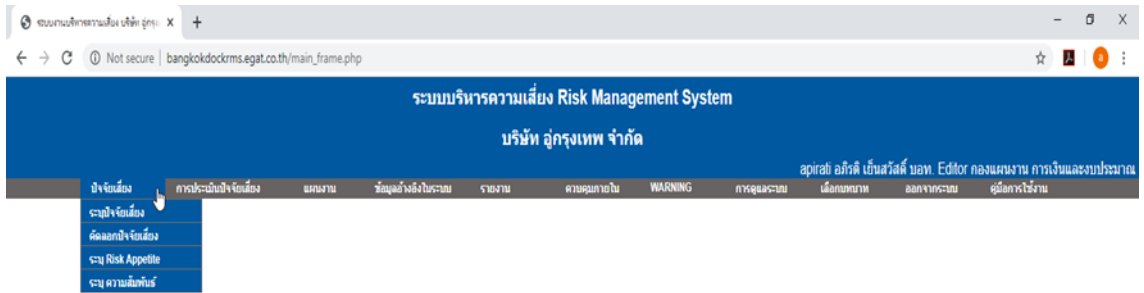 ระบบงานบริหารความเสี่ยง บริษัท อู่กรุง
Not secure | bangkokdockrms.egat.co.th/main_frame.php
a
ระบบบริหารความเสี่ยง Risk Management System
บริษัท อู่กรุงเทพ จำกัด
apirati อภิรติ เย็นสวัสดิ์ บอท. Editor กองแผนงาน การเงินและงบประมาณ
ปัจจัยเสี่ยง การประเมินปัจจัยเสี่ยง แผนงาน ข้อมูลอ้างอิงในระบบ รายงาน ควบคุมภายใน WARNING การดูแลระบบ เลือกบทบาท ออกจากระบบ คู่มือการใช้งาน
ระบุปัจจัยเสี่ยง
คัดลอกปัจจัยเสี่ยง
ระบุ Risk Appetite
ระบุ ความสัมพันธ์